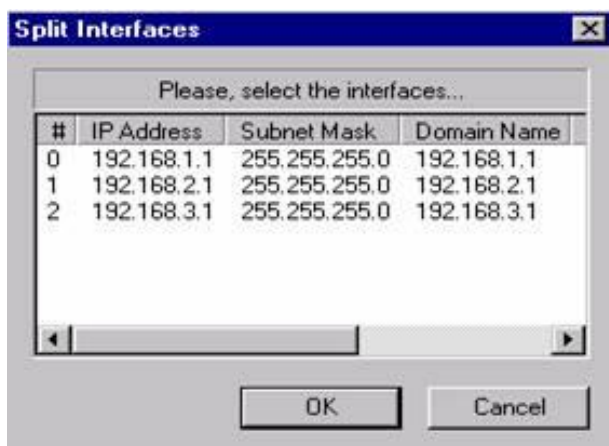 Split Interfaces
Please, select the interfaces...
# IP Address Subnet Mask Domain Name
0 192.168.1.1 255.255.255.0 192.168.1.1
1 192.168.2.1 255.255.255.0 192.168.2.1
2 192.168.3.1 255.255.255.0 192.168.3.1
OK Cancel